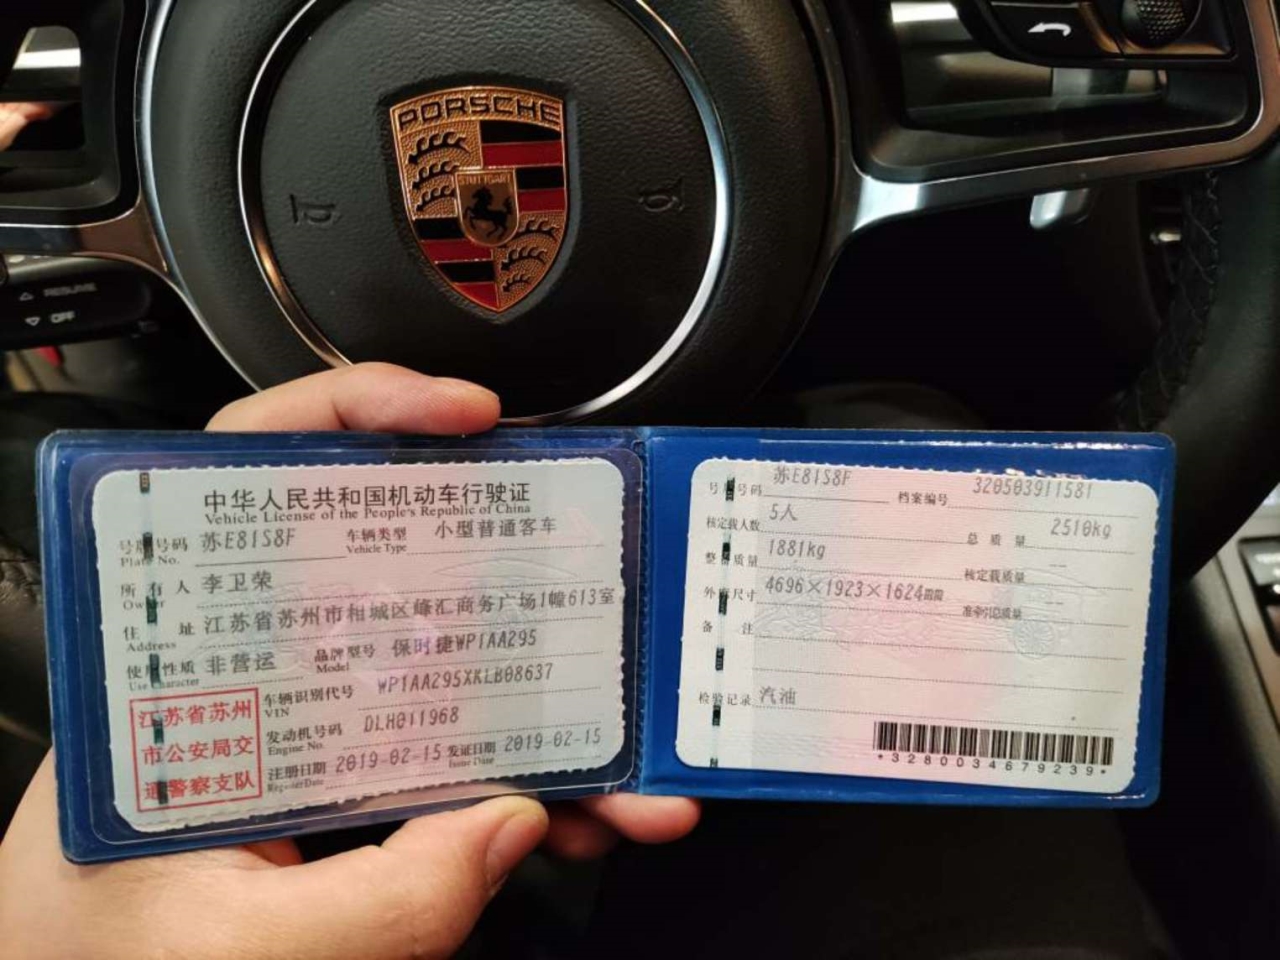 PORSCHE
STUTTGART
RESUME
OFF
中华人民共和国机动车行驶证
Vehicle License of the People's Republic of China
号牌号码 苏E81S8F 车辆类型 小型普通客车
Plate No. Vehicle Type
所有人 李卫荣
Owner
住址 江苏省苏州市相城区 汇商务广场1幢613室
Address
使用性质 非营运 品牌型号 保时捷WP1AA295
Use Character Model
江苏省苏州
市公安局交
通警察支队
车辆识别代号 WP1AA295XKLB08637
VIN
发动机号码 DLH011968
Engine No.
注册日期 2019-02-15 发证日期 2019-02-15
Register Date Issue Date
号牌号码 苏E81S8F 档案编号 320503911581
核定载人数 5人 总质量 2510kg
整备质量 1881kg 核定载质量 --
外廓尺寸 4696×1923×1624mm 准牵引总质量 --
备注
检验记录 汽油
*3280034679239*